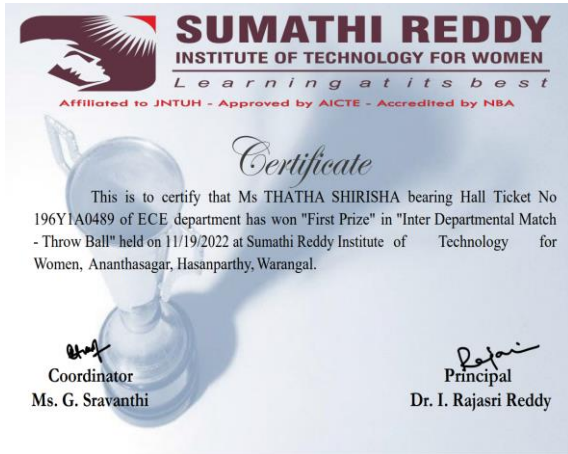 SUMATHI REDDY
INSTITUTE OF TECHNOLOGY FOR WOMEN
Learning at its best
Affiliated to JNTUH - Approved by AICTE - Accredited by NBA
Certificate
This is to certify that Ms THATHA SHIRISHA bearing Hall Ticket No
196Y1A0489 of ECE department has won "First Prize" in "Inter Departmental Match
- Throw Ball" held on 11/19/2022 at Sumathi Reddy Institute of Technology for
Women, Ananthasagar, Hasanparthy, Warangal.
Coordinator
Ms. G. Sravanthi
Principal
Dr. I. Rajasri Reddy